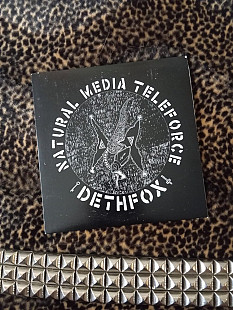 NATURAL MEDIA TELEFORCE
DETHFOX